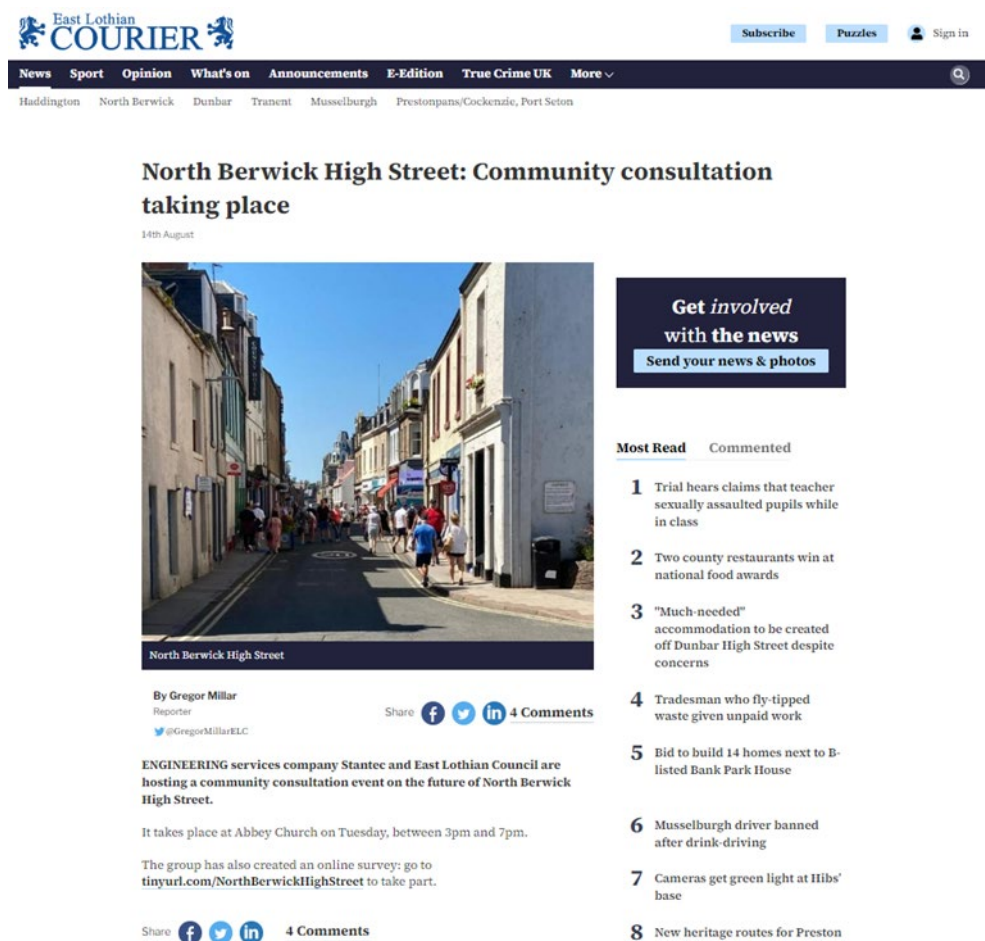 East Lothian
COURIER
Subscribe
Puzzles
Sign in
News Sport Opinion What's on Announcements E-Edition True Crime UK More
Haddington North Berwick Dunbar Tranent Musselburgh Prestonpans/Cockenzie, Port Seton
North Berwick High Street: Community consultation
taking place
14th August
North Berwick High Street
By Gregor Millar
Reporter
@GregorMillarELC
Share
4 Comments
ENGINEERING services company Stantec and East Lothian Council are
hosting a community consultation event on the future of North Berwick
High Street.
It takes place at Abbey Church on Tuesday, between 3pm and 7pm.
The group has also created an online survey: go to
tinyurl.com/NorthBerwickHighStreet to take part.
Share
4 Comments
Get involved
with the news
Send your news & photos
Most Read Commented
1 Trial hears claims that teacher
sexually assaulted pupils while
in class
2 Two county restaurants win at
national food awards
3 "Much-needed"
accommodation to be created
off Dunbar High Street despite
concerns
4 Tradesman who fly-tipped
waste given unpaid work
5 Bid to build 14 homes next to B-
listed Bank Park House
6 Musselburgh driver banned
after drink-driving
7 Cameras get green light at Hibs'
base
8 New heritage routes for Preston